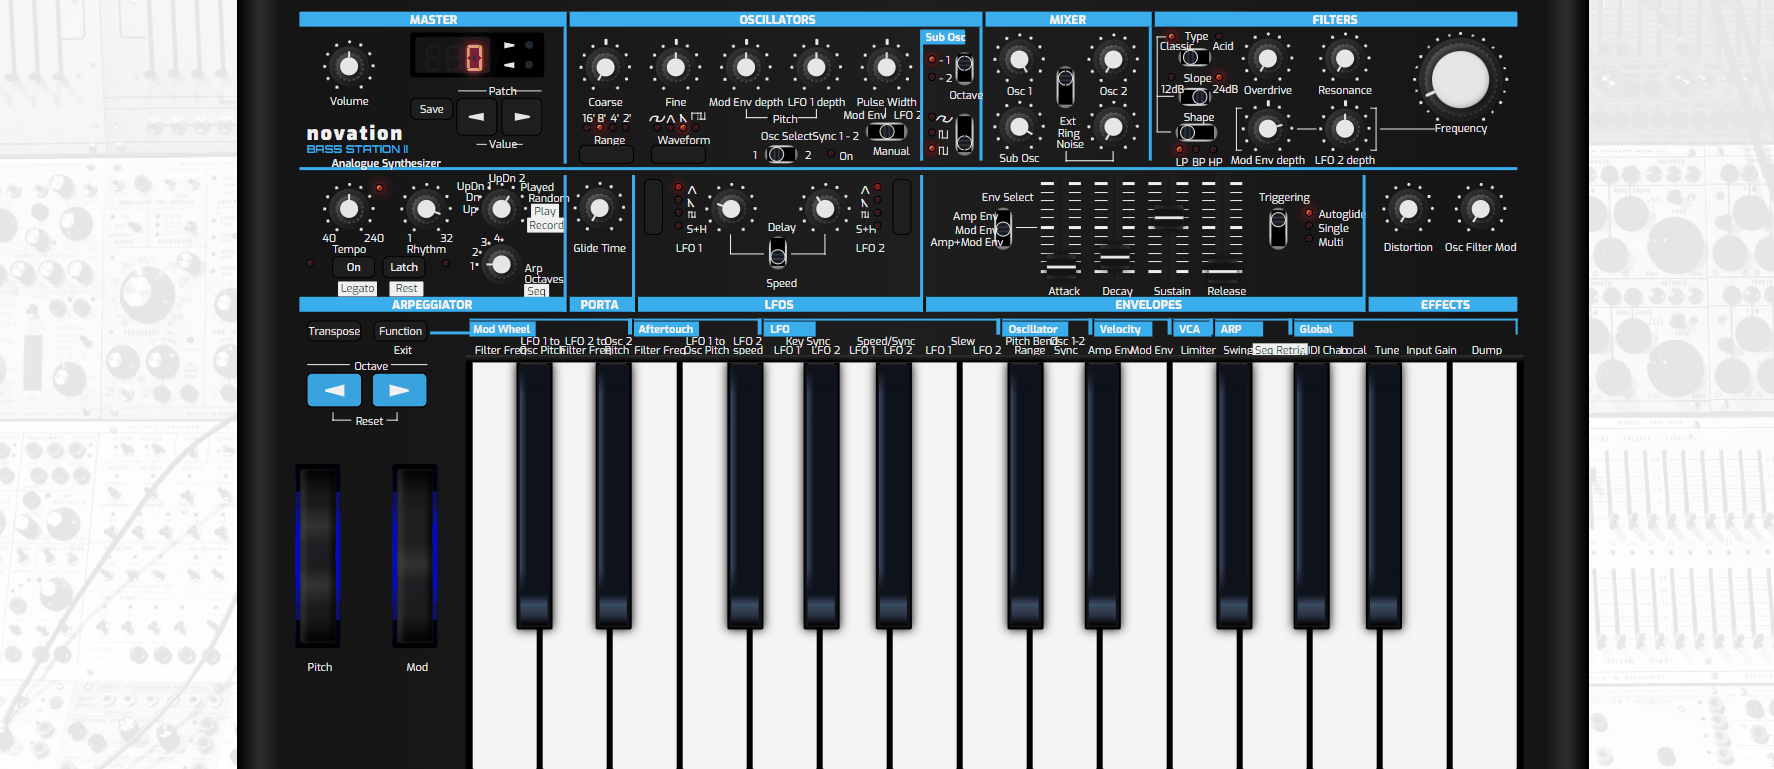 MASTER
OSCILLATORS
MIXER
FILTERS
Volume
0
Patch
Save
Value
novation
BASS STATION II
Analogue Synthesizer
Coarse
Fine
Mod Env depth
LFO 1 depth
Pulse Width
Pitch
Mod Env
LFO 2
16' 8' 4' 2'
Range
Waveform
Osc Select
Sync 1 - 2
1
2
On
Manual
Sub Osc
- 1
- 2
Octave
Osc 1
Osc 2
Ext
Ring
Noise
Sub Osc
Type
Classic
Acid
Slope
12dB
24dB
Shape
LP BP HP
Overdrive
Resonance
Mod Env depth
LFO 2 depth
Frequency
UpDn 2
UpDn
Dn
Up
Played
Random
Play
Record
40
240
Tempo
1
32
Rhythm
1
2
3
4
Arp
Octaves
Seq
On
Latch
Legato
Rest
Glide Time
S+H
LFO 1
Delay
Speed
S+H
LFO 2
Env Select
Amp Env
Mod Env
Amp+Mod Env
Attack
Decay
Sustain
Release
Triggering
Autoglide
Single
Multi
Distortion
Osc Filter Mod
ARPEGGIATOR
PORTA
LFOS
ENVELOPES
EFFECTS
Transpose
Function
Exit
Mod Wheel
Aftertouch
LFO
Oscillator
Velocity
VCA
ARP
Global
Filter Freq
LFO 1 to
Osc Pitch
LFO 2 to
Filter Freq
Osc 2
Pitch
Filter Freq
LFO 1 to
Osc Pitch
LFO 2
speed
Key Sync
LFO 1
LFO 2
Speed/Sync
LFO 1
LFO 2
Slew
LFO 1
LFO 2
Pitch Bend
Range
Osc 1-2
Sync
Amp Env
Mod Env
Limiter
Swing
Seq Retrig
MIDI Chan
Local
Tune
Input Gain
Dump
Octave
Reset
Pitch
Mod